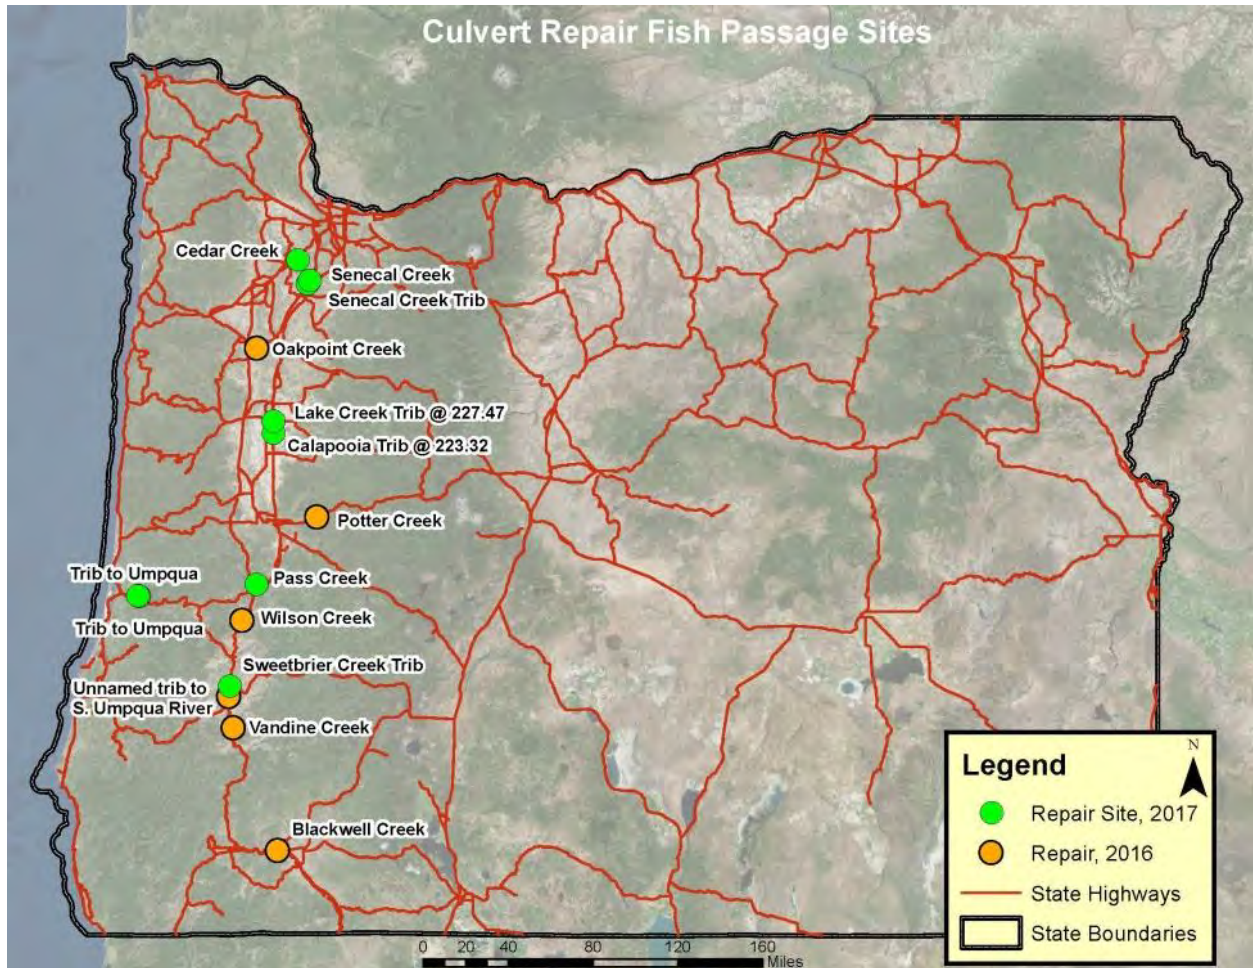 Culvert Repair Fish Passage Sites
Cedar Creek
Senecal Creek
Senecal Creek Trib
Oakpoint Creek
Lake Creek Trib @ 227.47
Calapooia Trib @ 223.32
Potter Creek
Trib to Umpqua
Pass Creek
Trib to Umpqua
Wilson Creek
Sweetbrier Creek Trib
Unnamed trib to
S. Umpqua River
Vandine Creek
Blackwell Creek
N
Legend
Repair Site, 2017
Repair, 2016
State Highways
State Boundaries
0 20 40 80 120 160
Miles